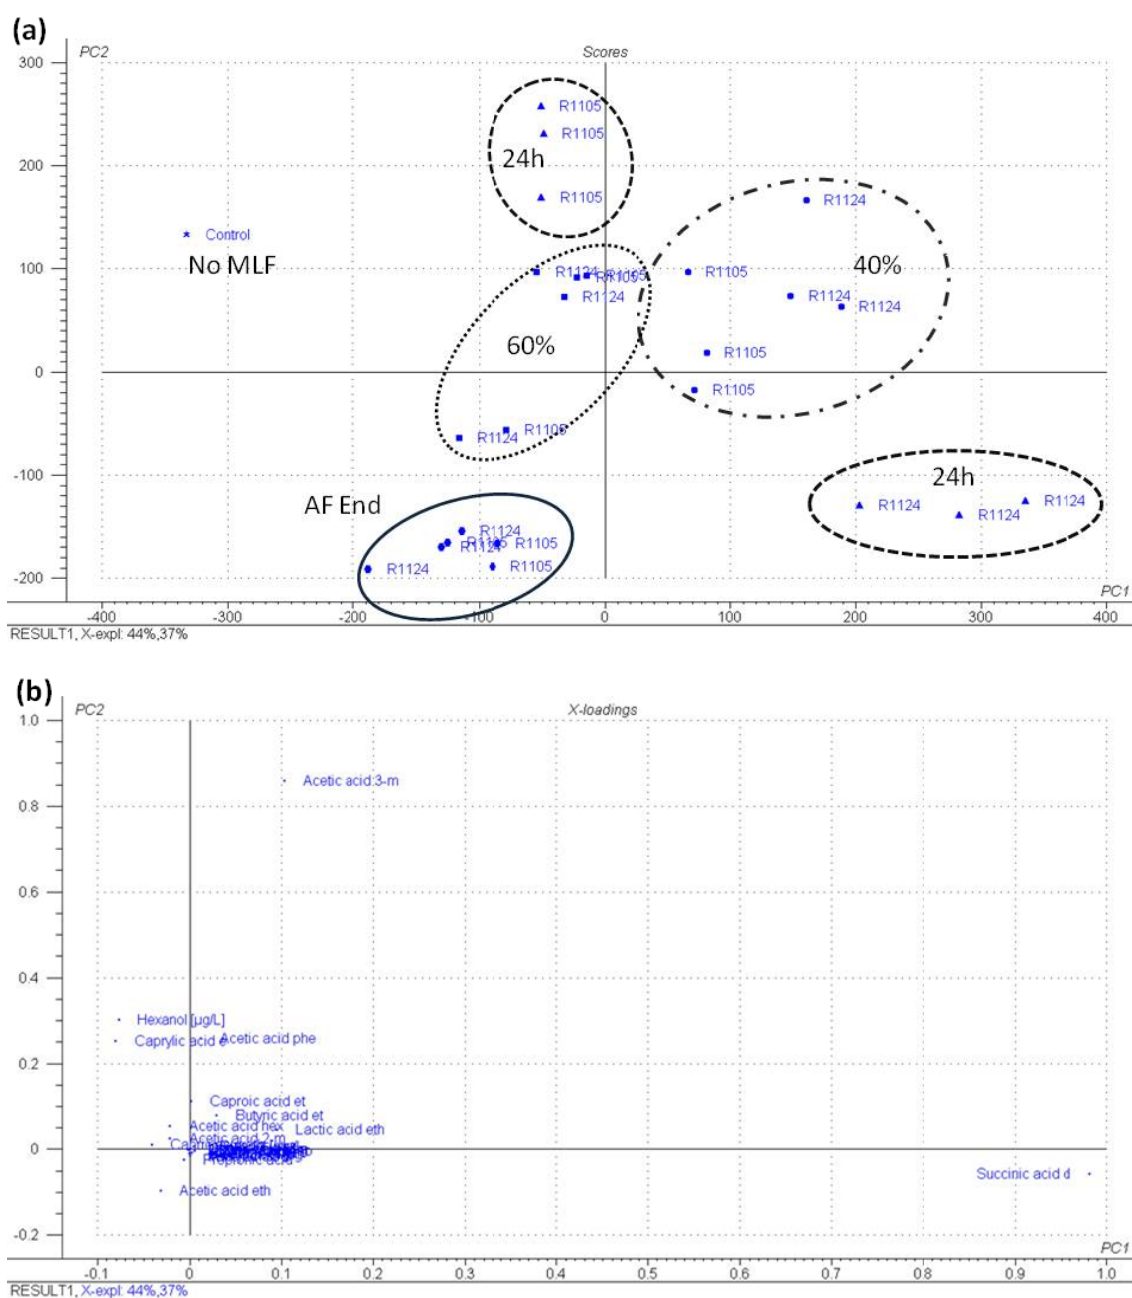 (a)
PC2
Scores
300
200
100
0
-100
-200
R1105
R1105
24h
R1105
R1124
Control
No MLF
R1124
R1105
R1105
R1124
R1105
40%
R1124
R1124
60%
R1105
R1105
R1124
R1105
24h
R1124
R1124
R1124
AF End
R1124
R1105
R1124
R1105
R1124
R1105
PC1
-400 -300 -200 -100 0 100 200 300 400
RESULT1, X-expl: 44%,37%
(b)
PC2
X-loadings
1.0
0.8
0.6
0.4
0.2
0
-0.2
Acetic acid 3-m
Hexanol [µg/L]
Caprylic acid e
Acetic acid phe
Caproic acid et
Butyric acid et
Acetic acid hex
Lactic acid eth
Acetic acid 2-m
Propionic acid
Succinic acid d
Acetic acid eth
PC1
-0.1 0 0.1 0.2 0.3 0.4 0.5 0.6 0.7 0.8 0.9 1.0
RESULT1, X-expl: 44%,37%